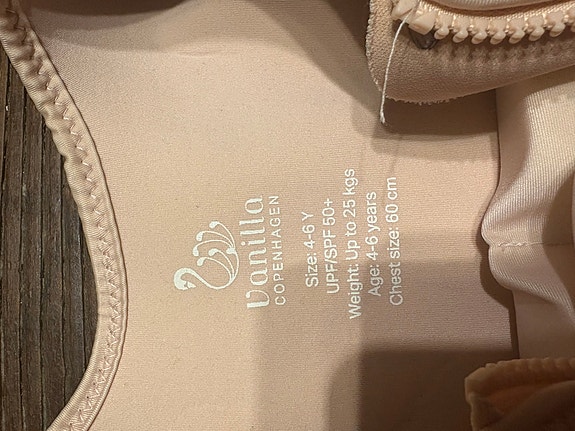 Vanilla
COPENHAGEN
Size: 4-6 Y
UPF/SPF 50+
Weight: Up to 25 kgs
Age: 4-6 years
Chest size: 60 cm